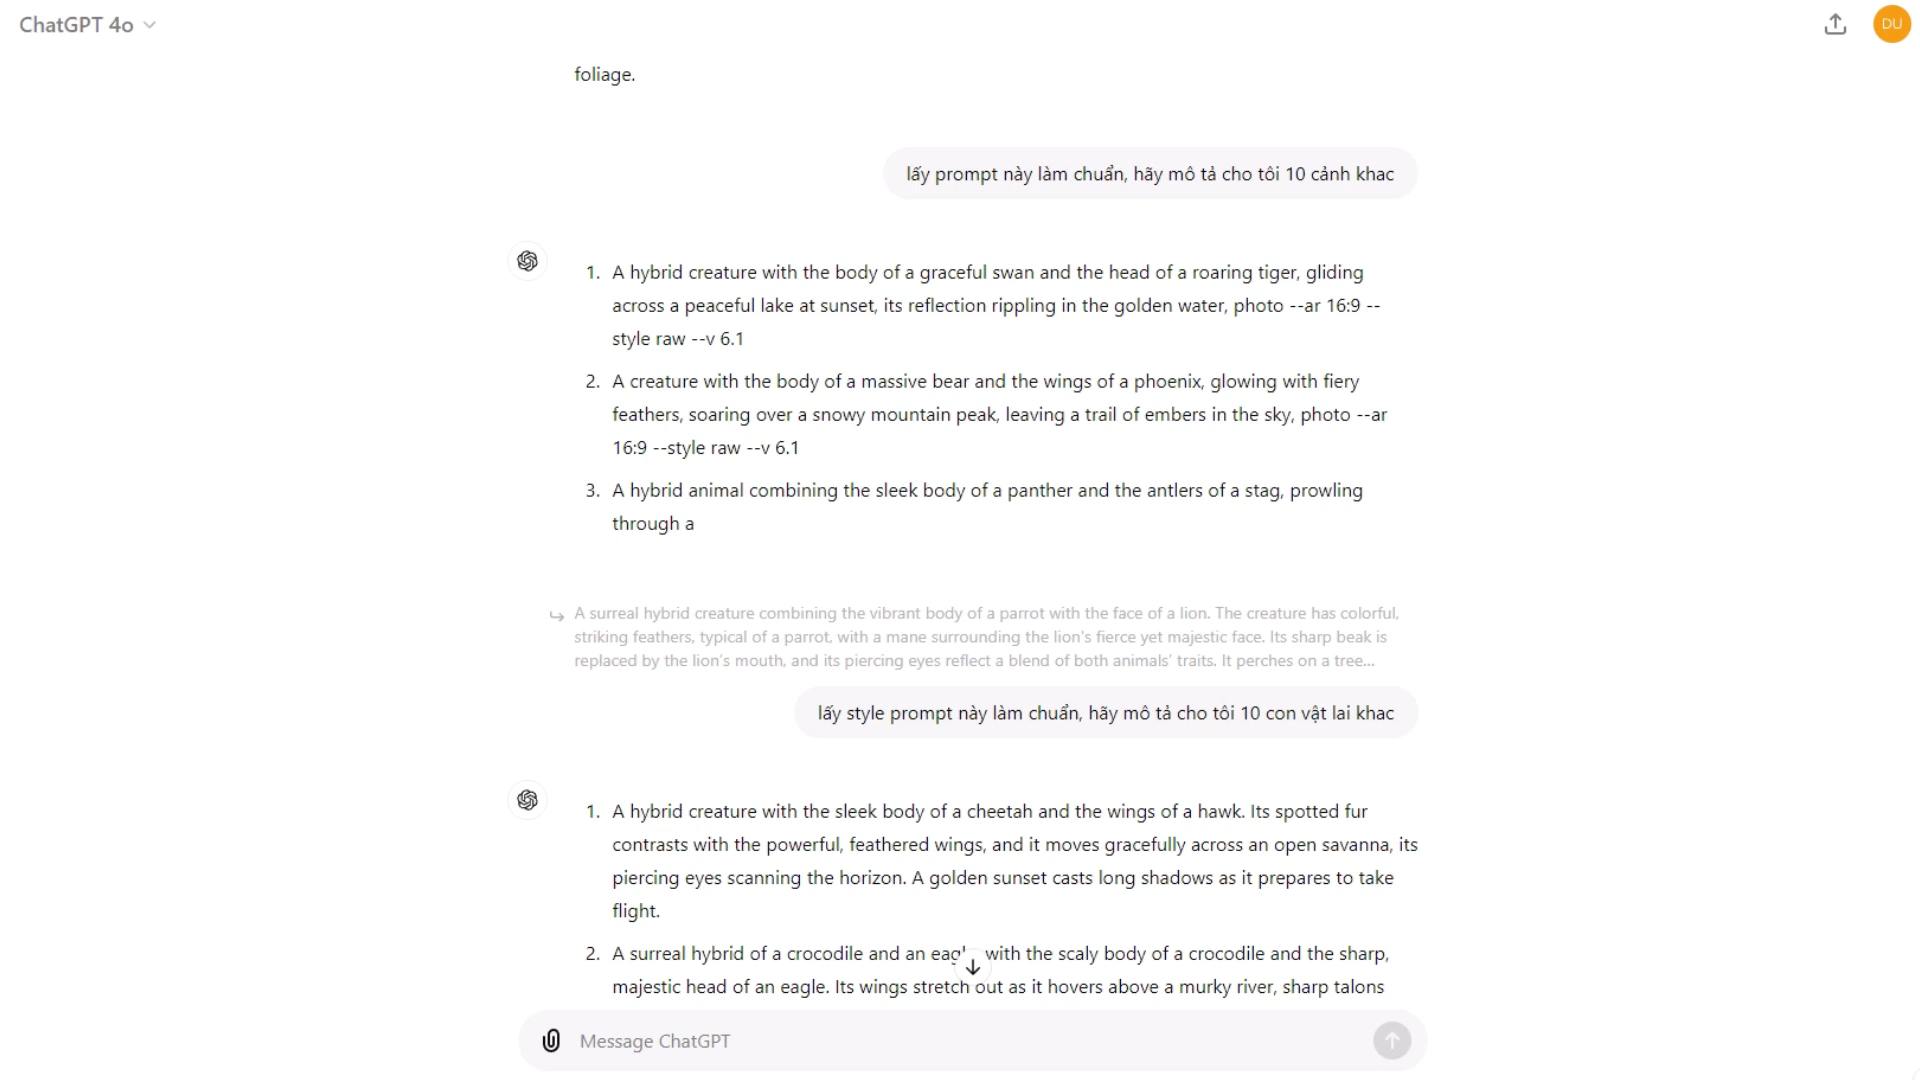 ChatGPT 4o
DU
foliage.
lấy prompt này làm chuẩn, hãy mô tả cho tôi 10 cảnh khac
1. A hybrid creature with the body of a graceful swan and the head of a roaring tiger, gliding
across a peaceful lake at sunset, its reflection rippling in the golden water, photo --ar 16:9 --
style raw --v 6.1
2. A creature with the body of a massive bear and the wings of a phoenix, glowing with fiery
feathers, soaring over a snowy mountain peak, leaving a trail of embers in the sky, photo --ar
16:9 --style raw --v 6.1
3. A hybrid animal combining the sleek body of a panther and the antlers of a stag, prowling
through a
A surreal hybrid creature combining the vibrant body of a parrot with the face of a lion. The creature has colorful,
striking feathers, typical of a parrot, with a mane surrounding the lion's fierce yet majestic face. Its sharp beak is
replaced by the lion's mouth, and its piercing eyes reflect a blend of both animals' traits. It perches on a tree...
lấy style prompt này làm chuẩn, hãy mô tả cho tôi 10 con vật lai khac
1. A hybrid creature with the sleek body of a cheetah and the wings of a hawk. Its spotted fur
contrasts with the powerful, feathered wings, and it moves gracefully across an open savanna, its
piercing eyes scanning the horizon. A golden sunset casts long shadows as it prepares to take
flight.
2. A surreal hybrid of a crocodile and an with the scaly body of a crocodile and the sharp,
majestic head of an eagle. Its wings stretch out as it hovers above a murky river, sharp talons
Message ChatGPT